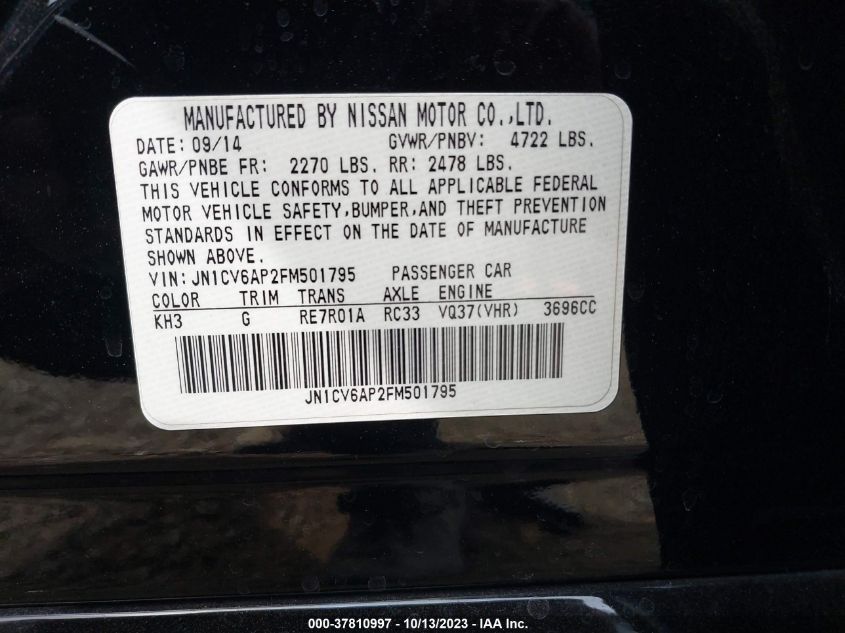 MANUFACTURED BY NISSAN MOTOR CO.,LTD.
DATE: 09/14 GVWR/PNBV: 4722 LBS.
GAWR/PNBE FR: 2270 LBS. RR: 2478 LBS.
THIS VEHICLE CONFORMS TO ALL APPLICABLE FEDERAL
MOTOR VEHICLE SAFETY,BUMPER,AND THEFT PREVENTION
STANDARDS IN EFFECT ON THE DATE OF MANUFACTURE
SHOWN ABOVE.
VIN:JN1CV6AP2FM501795 PASSENGER CAR
COLOR TRIM TRANS AXLE ENGINE
KH3 G RE7R01A RC33 VQ37(VHR) 3696CC
JN1CV6AP2FM501795
000-37810997 - 10/13/2023 - IAA Inc.